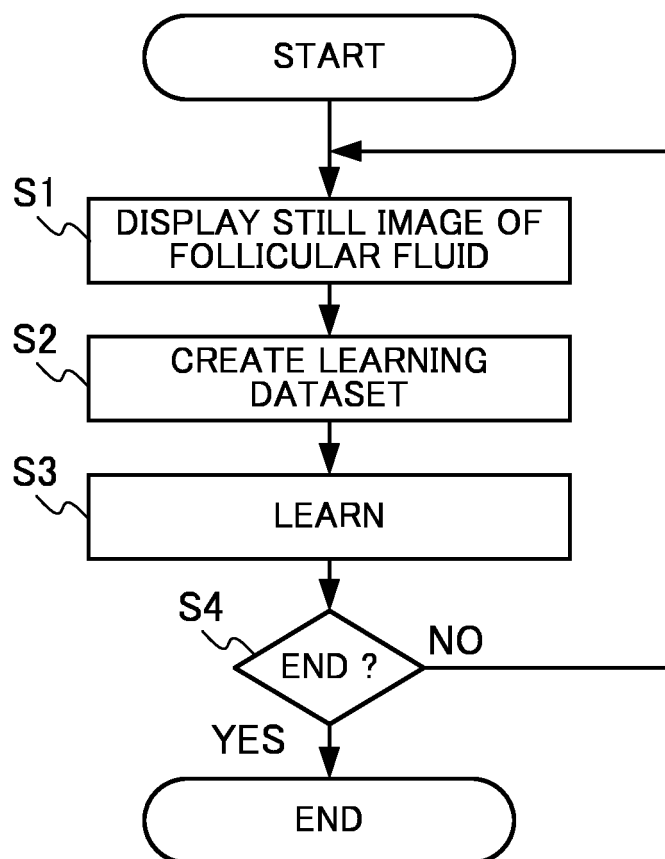 START
S1
DISPLAY STILL IMAGE OF
FOLLICULAR FLUID
S2
CREATE LEARNING
DATASET
S3
LEARN
S4
END ?
NO
YES
END